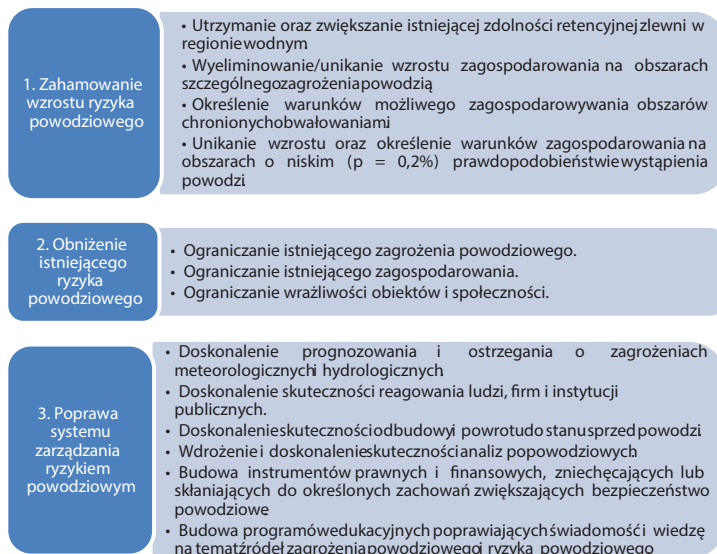 1. Zahamowanie
wzrostu ryzyka
powodziowego
• Utrzymanie oraz zwiększanie istniejącej zdolności retencyjnej zlewni w
regionie wodnym
• Wyeliminowanie/unikanie wzrostu zagospodarowania na obszarach
szczególnego zagrożenia powodzią
• Określenie warunków możliwego zagospodarowywania obszarów
chronionych obwałowaniami.
• Unikanie wzrostu oraz określenie warunków zagospodarowania na
obszarach o niskim (p = 0,2%) prawdopodobieństwie wystąpienia
powodzi.
2. Obniżenie
istniejącego
ryzyka
powodziowego
• Ograniczanie istniejącego zagrożenia powodziowego.
• Ograniczanie istniejącego zagospodarowania.
• Ograniczanie wrażliwości obiektów i społeczności.
3. Poprawa
systemu
zarządzania
ryzykiem
powodziowym
• Doskonalenie prognozowania i ostrzegania o zagrożeniach
meteorologicznych i hydrologicznych
• Doskonalenie skuteczności reagowania ludzi, firm i instytucji
publicznych.
• Doskonalenie skuteczności odbudowy i powrotu do stanu sprzed powodzi.
• Wdrożenie i doskonalenie skuteczności analiz popowodziowych.
• Budowa instrumentów prawnych i finansowych, zniechęcających lub
skłaniających do określonych zachowań zwiększających bezpieczeństwo
powodziowe
• Budowa programów edukacyjnych poprawiających świadomość i wiedzę
na temat źródeł zagrożenia powodziowego i ryzyka powodziowego